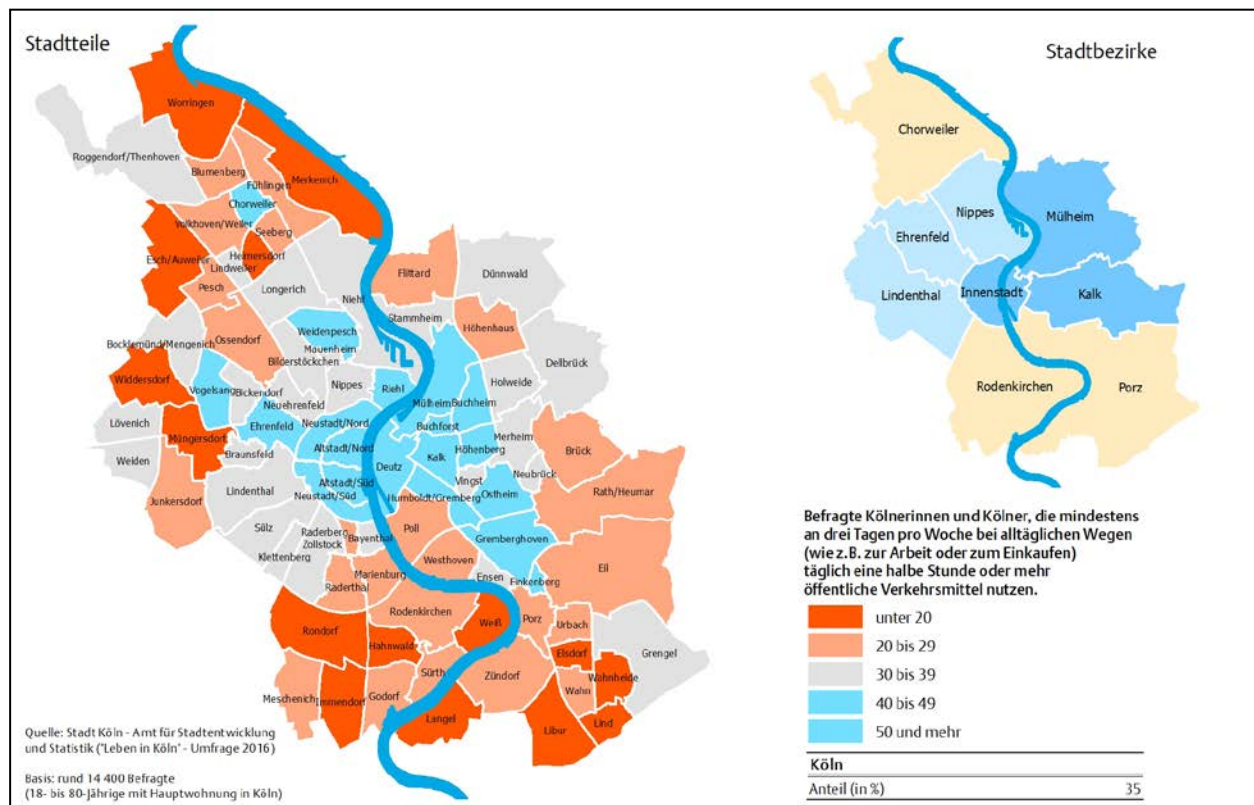 Stadtteile
Stadtbezirke
Worringen
Roggendorf/Thenhoven
Blumenberg
Merkenich
Fühlingen
Chorweiler
Volkhoven/Weiler
Seeberg
Heimersdorf
Esch/Auweiler
Lindweiler
Pesch
Longerich
Niehl
Flittard
Dünnwald
Stammheim
Höhenhaus
Weidenpesch
Ossendorf
Bocklemünd/Mengenich
Mauenheim
Bilderstöckchen
Dellbrück
Widdersdorf
Vogelsang
Bickendorf
Nippes
Riehl
Holweide
Neuehrenfeld
Mülheim
Buchheim
Lövenich
Ehrenfeld
Neustadt/Nord
Buchforst
Müngersdorf
Merheim
Altstadt/Nord
Höhenberg
Brück
Weiden
Braunsfeld
Kalk
Deutz
Neubrück
Junkersdorf
Lindenthal
Altstadt/Süd
Vingst
Neustadt/Süd
Humboldt/Gremberg
Ostheim
Rath/Heumar
Sülz
Raderberg
Poll
Zollstock
Bayenthal
Gremberghoven
Klettenberg
Westhoven
Eil
Marienburg
Ensen
Raderthal
Finkenberg
Rodenkirchen
Weiß
Porz
Urbach
Rondorf
Hahnwald
Elsdorf
Grengel
Sürth
Zündorf
Wahnheide
Meschenich
Immendorf
Godorf
Wahn
Langel
Libur
Lind
Chorweiler
Nippes
Mülheim
Ehrenfeld
Lindenthal
Innenstadt
Kalk
Rodenkirchen
Porz
Befragte Kölnerinnen und Kölner, die mindestens
an drei Tagen pro Woche bei alltäglichen Wegen
(wie z.B. zur Arbeit oder zum Einkaufen)
täglich eine halbe Stunde oder mehr
öffentliche Verkehrsmittel nutzen.
unter 20
20 bis 29
30 bis 39
40 bis 49
50 und mehr
Köln
Anteil (in %) 35
Quelle: Stadt Köln - Amt für Stadtentwicklung
und Statistik ("Leben in Köln" - Umfrage 2016)
Basis: rund 14 400 Befragte
(18- bis 80-Jährige mit Hauptwohnung in Köln)